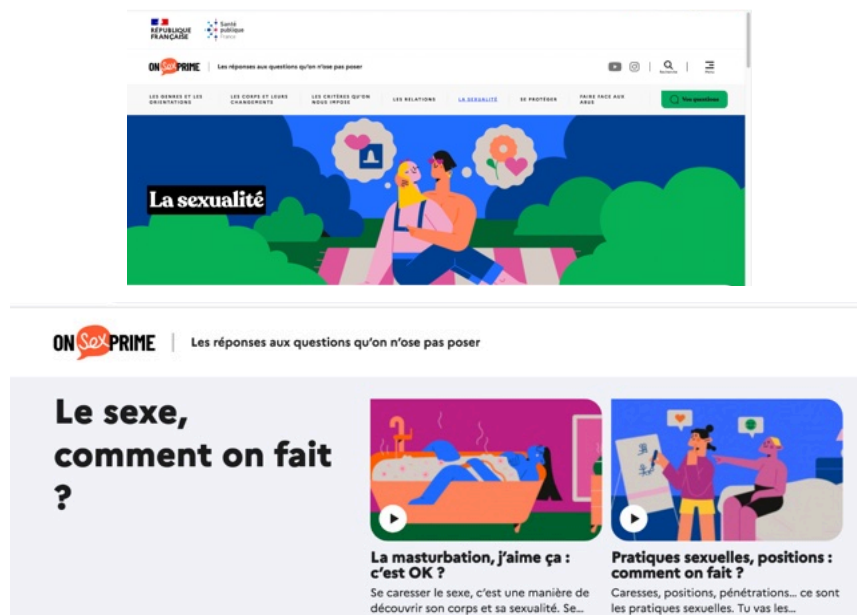 RÉPUBLIQUE
FRANÇAISE
Santé
publique
France
ON Sex PRIME
Les réponses aux questions qu'on n'ose pas poser
Recherche
Menu
LES GENRES ET LES
ORIENTATIONS
LES CORPS ET LEURS
CHANGEMENTS
LES CRITÈRES QU'ON
NOUS IMPOSE
LES RELATIONS
LA SEXUALITÉ
SE PROTÉGER
FAIRE FACE AUX
ABUS
Vos questions
La sexualité
ON Sex PRIME
Les réponses aux questions qu'on n'ose pas poser
Le sexe,
comment on fait
?
La masturbation, j'aime ça :
c'est OK ?
Se caresser le sexe, c'est une manière de
découvrir son corps et sa sexualité. Se...
Pratiques sexuelles, positions :
comment on fait ?
Caresses, positions, pénétrations... ce sont
les pratiques sexuelles. Tu vas les...